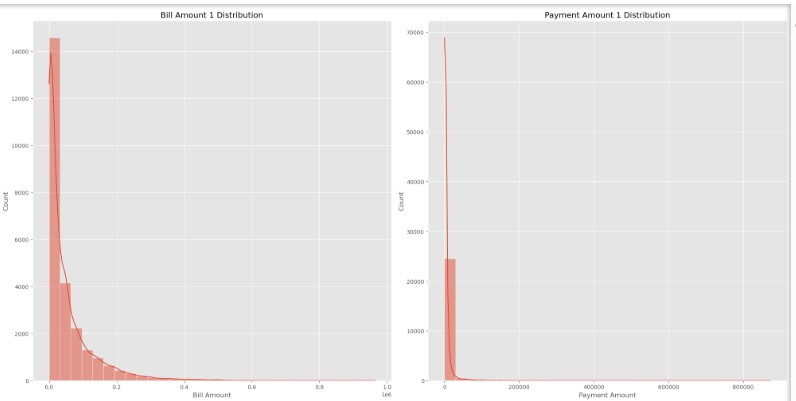 Bill Amount 1 Distribution
14000
12000
10000
8000
6000
4000
2000
0
Count
0.0 0.2 0.4 0.6 0.8 1.0
1e6
Bill Amount
Payment Amount 1 Distribution
70000
60000
50000
40000
30000
20000
10000
0
Count
0 200000 400000 600000 800000
Payment Amount